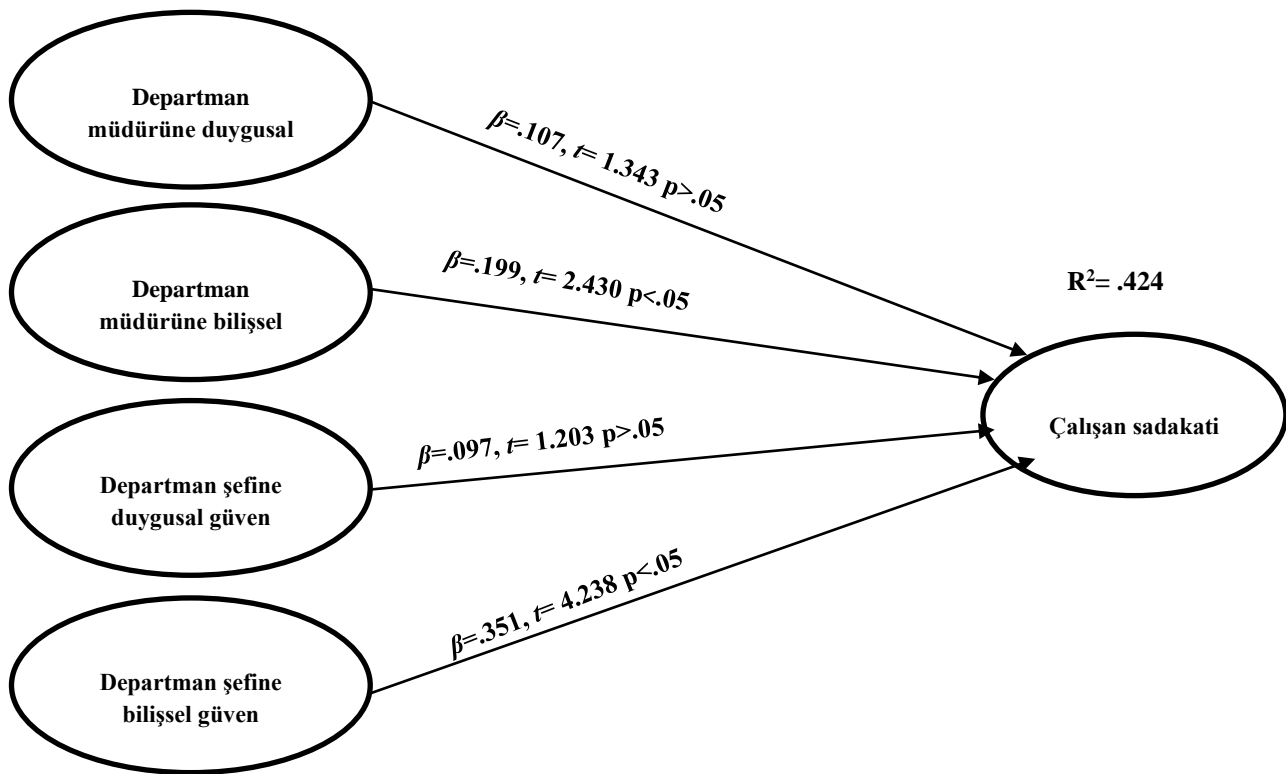 Departman
müdürüne duygusal
β=.107, t= 1.343 p>.05
Departman
müdürüne bilişsel
β=.199, t= 2.430 p<.05
R²= .424
Çalışan sadakati
Departman şefine
duygusal güven
β=.097, t= 1.203 p>.05
Departman şefine
bilişsel güven
β=.351, t= 4.238 p<.05